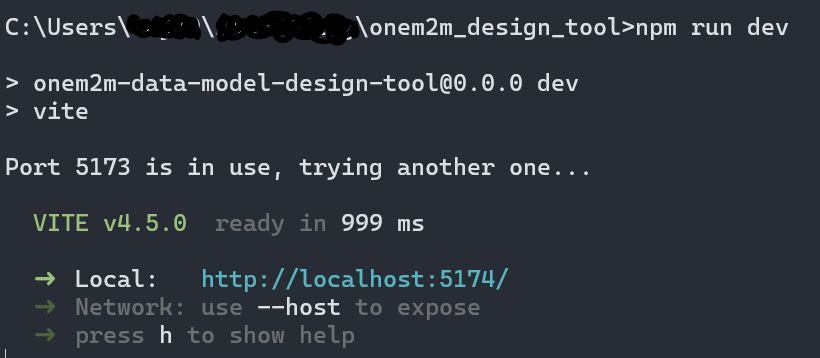 C:\Users\\\onem2m_design_tool>npm run dev
> onem2m-data-model-design-tool@0.0.0 dev
> vite
Port 5173 is in use, trying another one...
VITE v4.5.0 ready in 999 ms
➜ Local: http://localhost:5174/
➜ Network: use --host to expose
➜ press h to show help